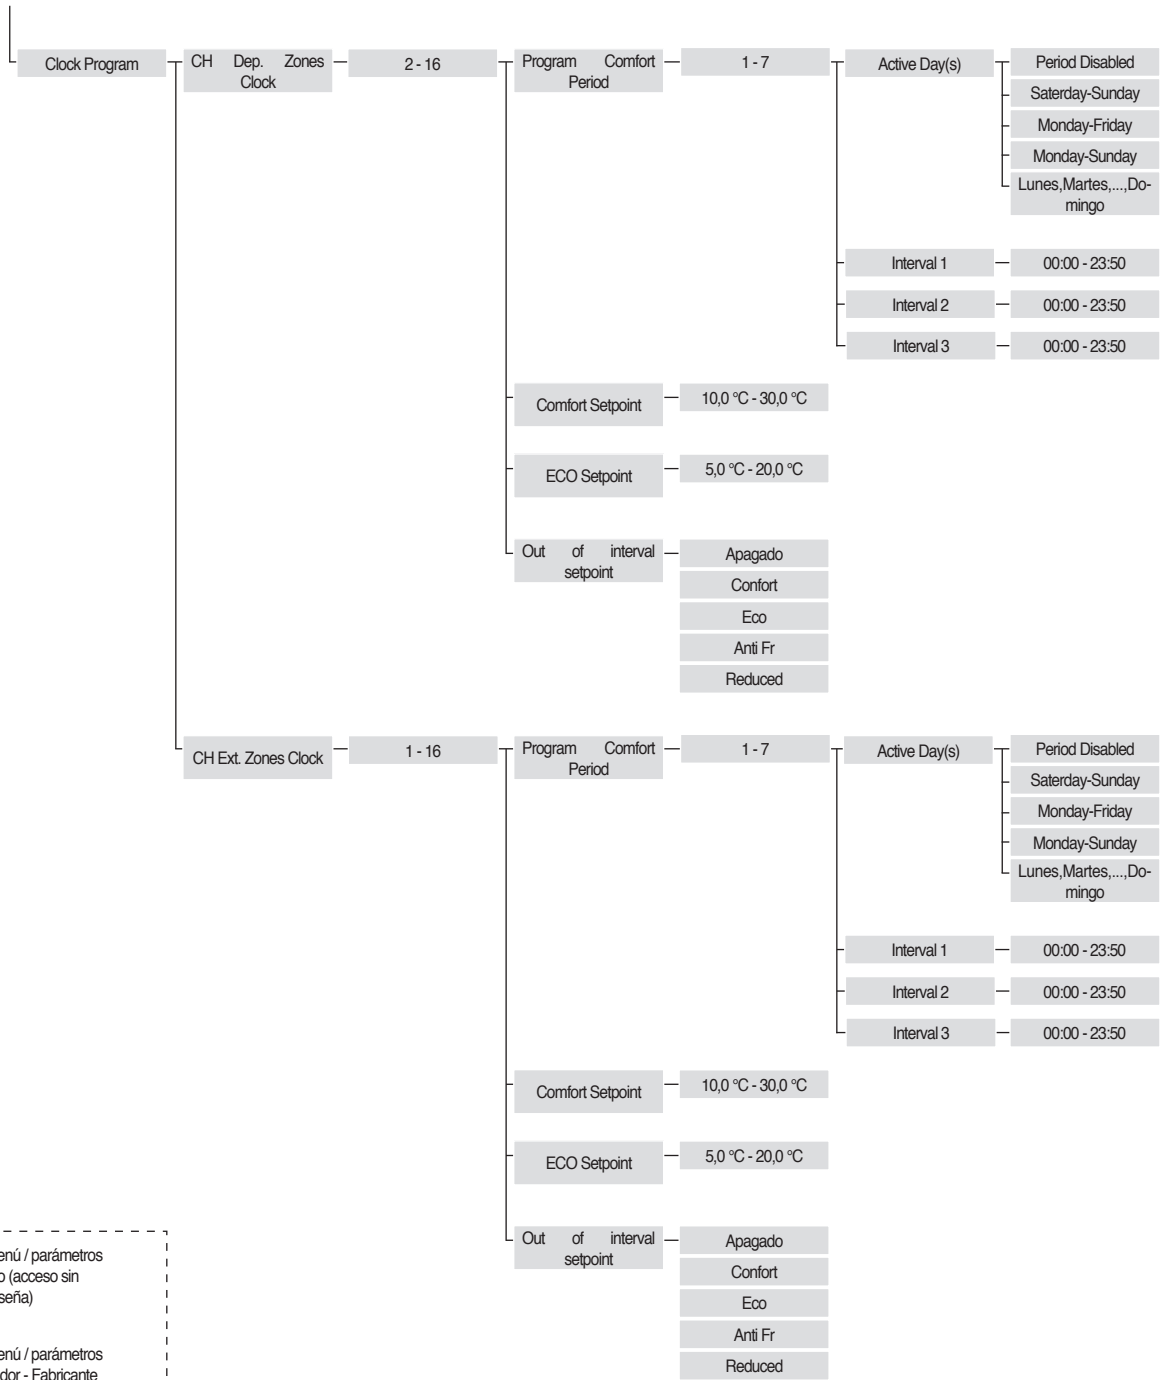 Clock Program
CH Dep. Zones
Clock
2 - 16
Program Comfort
Period
1 - 7
Active Day(s)
Period Disabled
Saterday-Sunday
Monday-Friday
Monday-Sunday
Lunes,Martes,...,Do-
mingo
Interval 1
00:00 - 23:50
Interval 2
00:00 - 23:50
Interval 3
00:00 - 23:50
Comfort Setpoint
10,0 °C - 30,0 °C
ECO Setpoint
5,0 °C - 20,0 °C
Out of interval
setpoint
Apagado
Confort
Eco
Anti Fr
Reduced
CH Ext. Zones Clock
1 - 16
Program Comfort
Period
1 - 7
Active Day(s)
Period Disabled
Saterday-Sunday
Monday-Friday
Monday-Sunday
Lunes,Martes,...,Do-
mingo
Interval 1
00:00 - 23:50
Interval 2
00:00 - 23:50
Interval 3
00:00 - 23:50
Comfort Setpoint
10,0 °C - 30,0 °C
ECO Setpoint
5,0 °C - 20,0 °C
Out of interval
setpoint
Apagado
Confort
Eco
Anti Fr
Reduced
enú / parámetros
o (acceso sin
seña)
enú / parámetros
dor - Fabricante